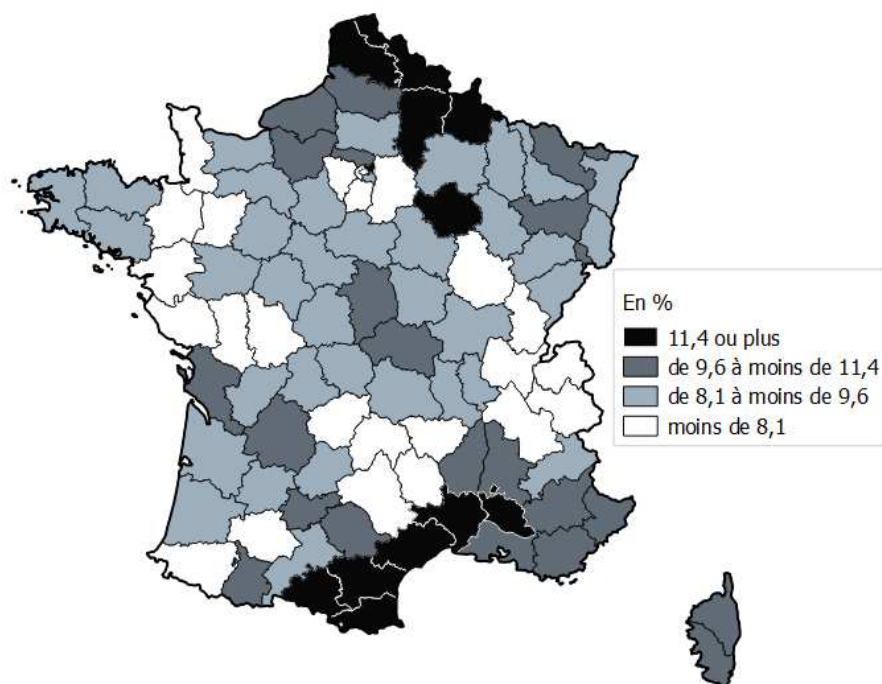 En %
11,4 ou plus
de 9,6 à moins de 11,4
de 8,1 à moins de 9,6
moins de 8,1